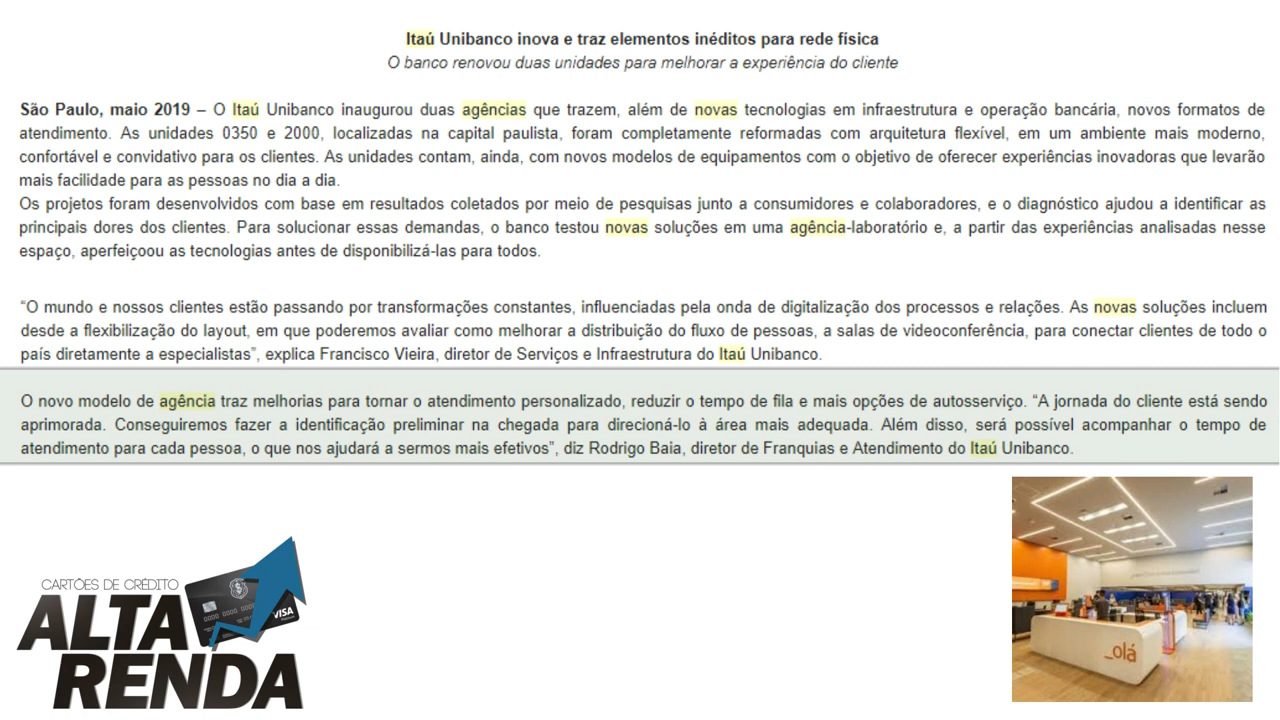 Itaú Unibanco inova e traz elementos inéditos para rede física
O banco renovou duas unidades para melhorar a experiência do cliente
São Paulo, maio 2019 – O Itaú Unibanco inaugurou duas agências que trazem, além de novas tecnologias em infraestrutura e operação bancária, novos formatos de
atendimento. As unidades 0350 e 2000, localizadas na capital paulista, foram completamente reformadas com arquitetura flexível, em um ambiente mais moderno,
confortável e convidativo para os clientes. As unidades contam, ainda, com novos modelos de equipamentos com o objetivo de oferecer experiências inovadoras que levarão
mais facilidade para as pessoas no dia a dia.
Os projetos foram desenvolvidos com base em resultados coletados por meio de pesquisas junto a consumidores e colaboradores, e o diagnóstico ajudou a identificar as
principais dores dos clientes. Para solucionar essas demandas, o banco testou novas soluções em uma agência-laboratório e, a partir das experiências analisadas nesse
espaço, aperfeiçoou as tecnologias antes de disponibilizá-las para todos.
“O mundo e nossos clientes estão passando por transformações constantes, influenciadas pela onda de digitalização dos processos e relações. As novas soluções incluem
desde a flexibilização do layout, em que poderemos avaliar como melhorar a distribuição do fluxo de pessoas, a salas de videoconferência, para conectar clientes de todo o
país diretamente a especialistas”, explica Francisco Vieira, diretor de Serviços e Infraestrutura do Itaú Unibanco.
O novo modelo de agência traz melhorias para tornar o atendimento personalizado, reduzir o tempo de fila e mais opções de autosserviço. “A jornada do cliente está sendo
aprimorada. Conseguiremos fazer a identificação preliminar na chegada para direcioná-lo à área mais adequada. Além disso, será possível acompanhar o tempo de
atendimento para cada pessoa, o que nos ajudará a sermos mais efetivos”, diz Rodrigo Baia, diretor de Franquias e Atendimento do Itaú Unibanco.
CARTÕES DE CRÉDITO
ALTA
RENDA
VISA
_olá